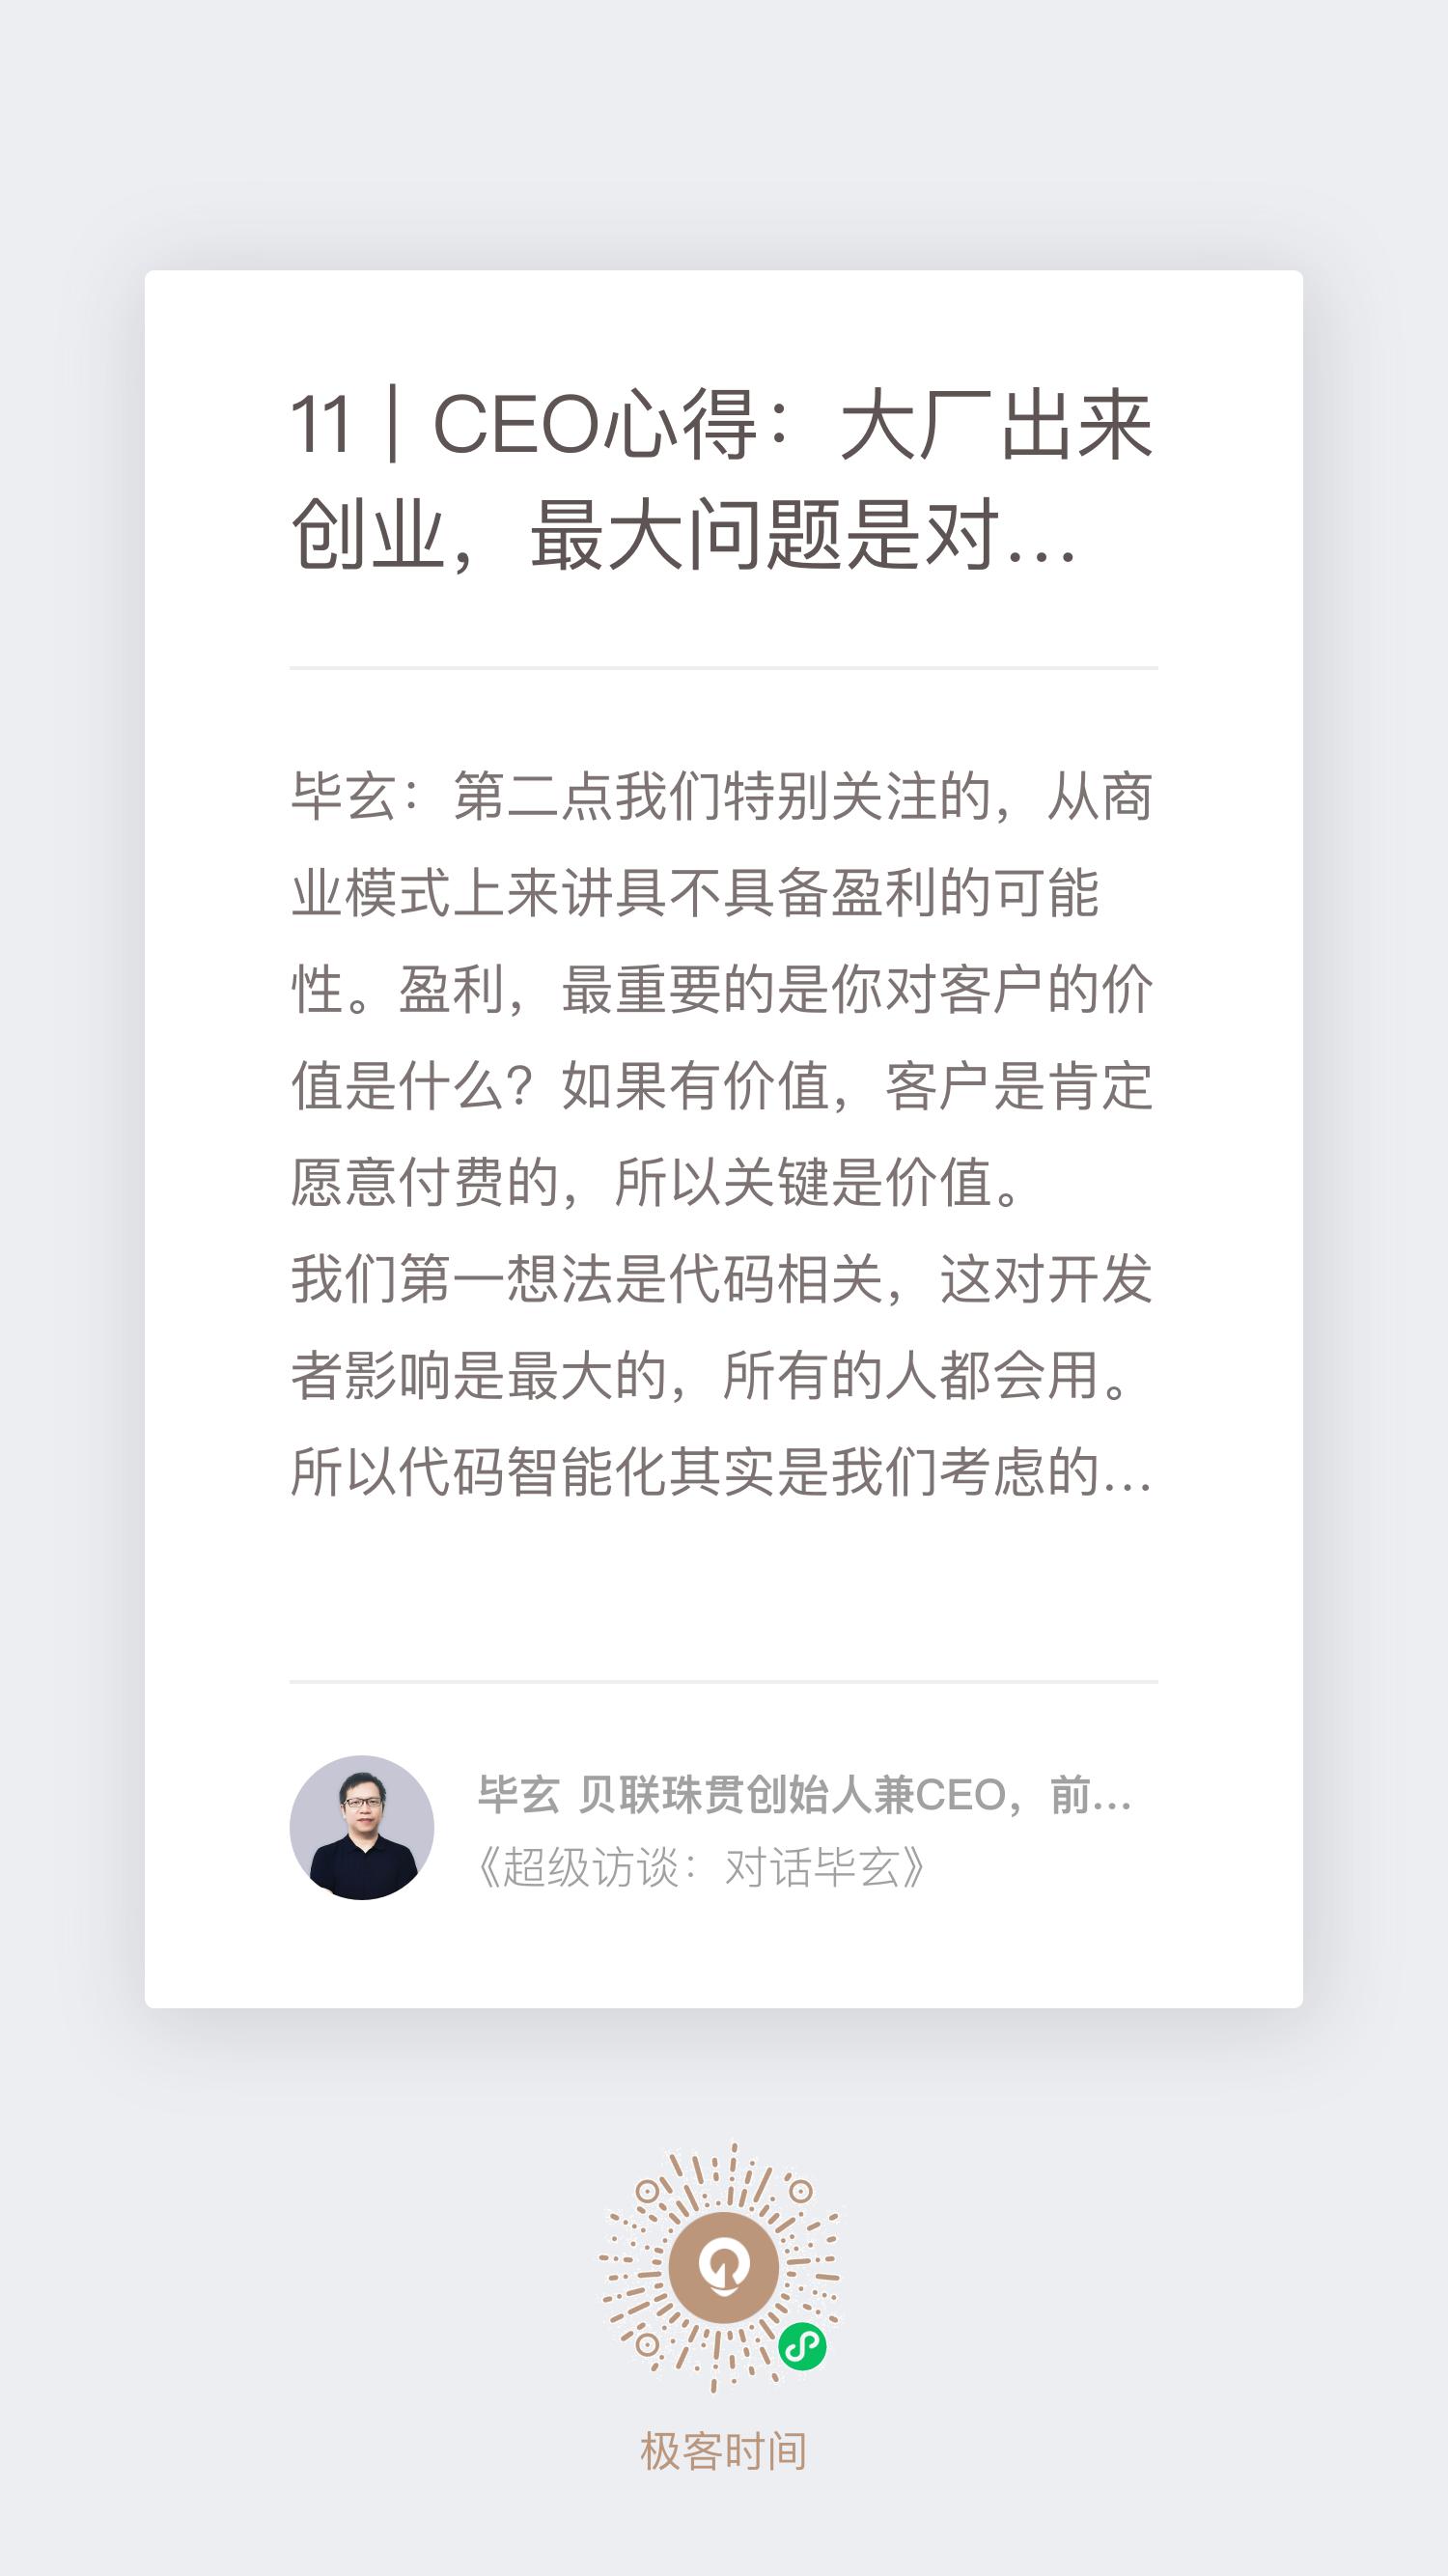 11 | CEO心得：大厂出来
创业，最大问题是对...
毕玄：第二点我们特别关注的，从商
业模式上来讲具不具备盈利的可能
性。盈利，最重要的是你对客户的价
值是什么？如果有价值，客户是肯定
愿意付费的，所以关键是价值。
我们第一想法是代码相关，这对开发
者影响是最大的，所有的人都会用。
所以代码智能化其实是我们考虑的...
毕玄 贝联珠贯创始人兼CEO，前...
《超级访谈：对话毕玄》
极客时间